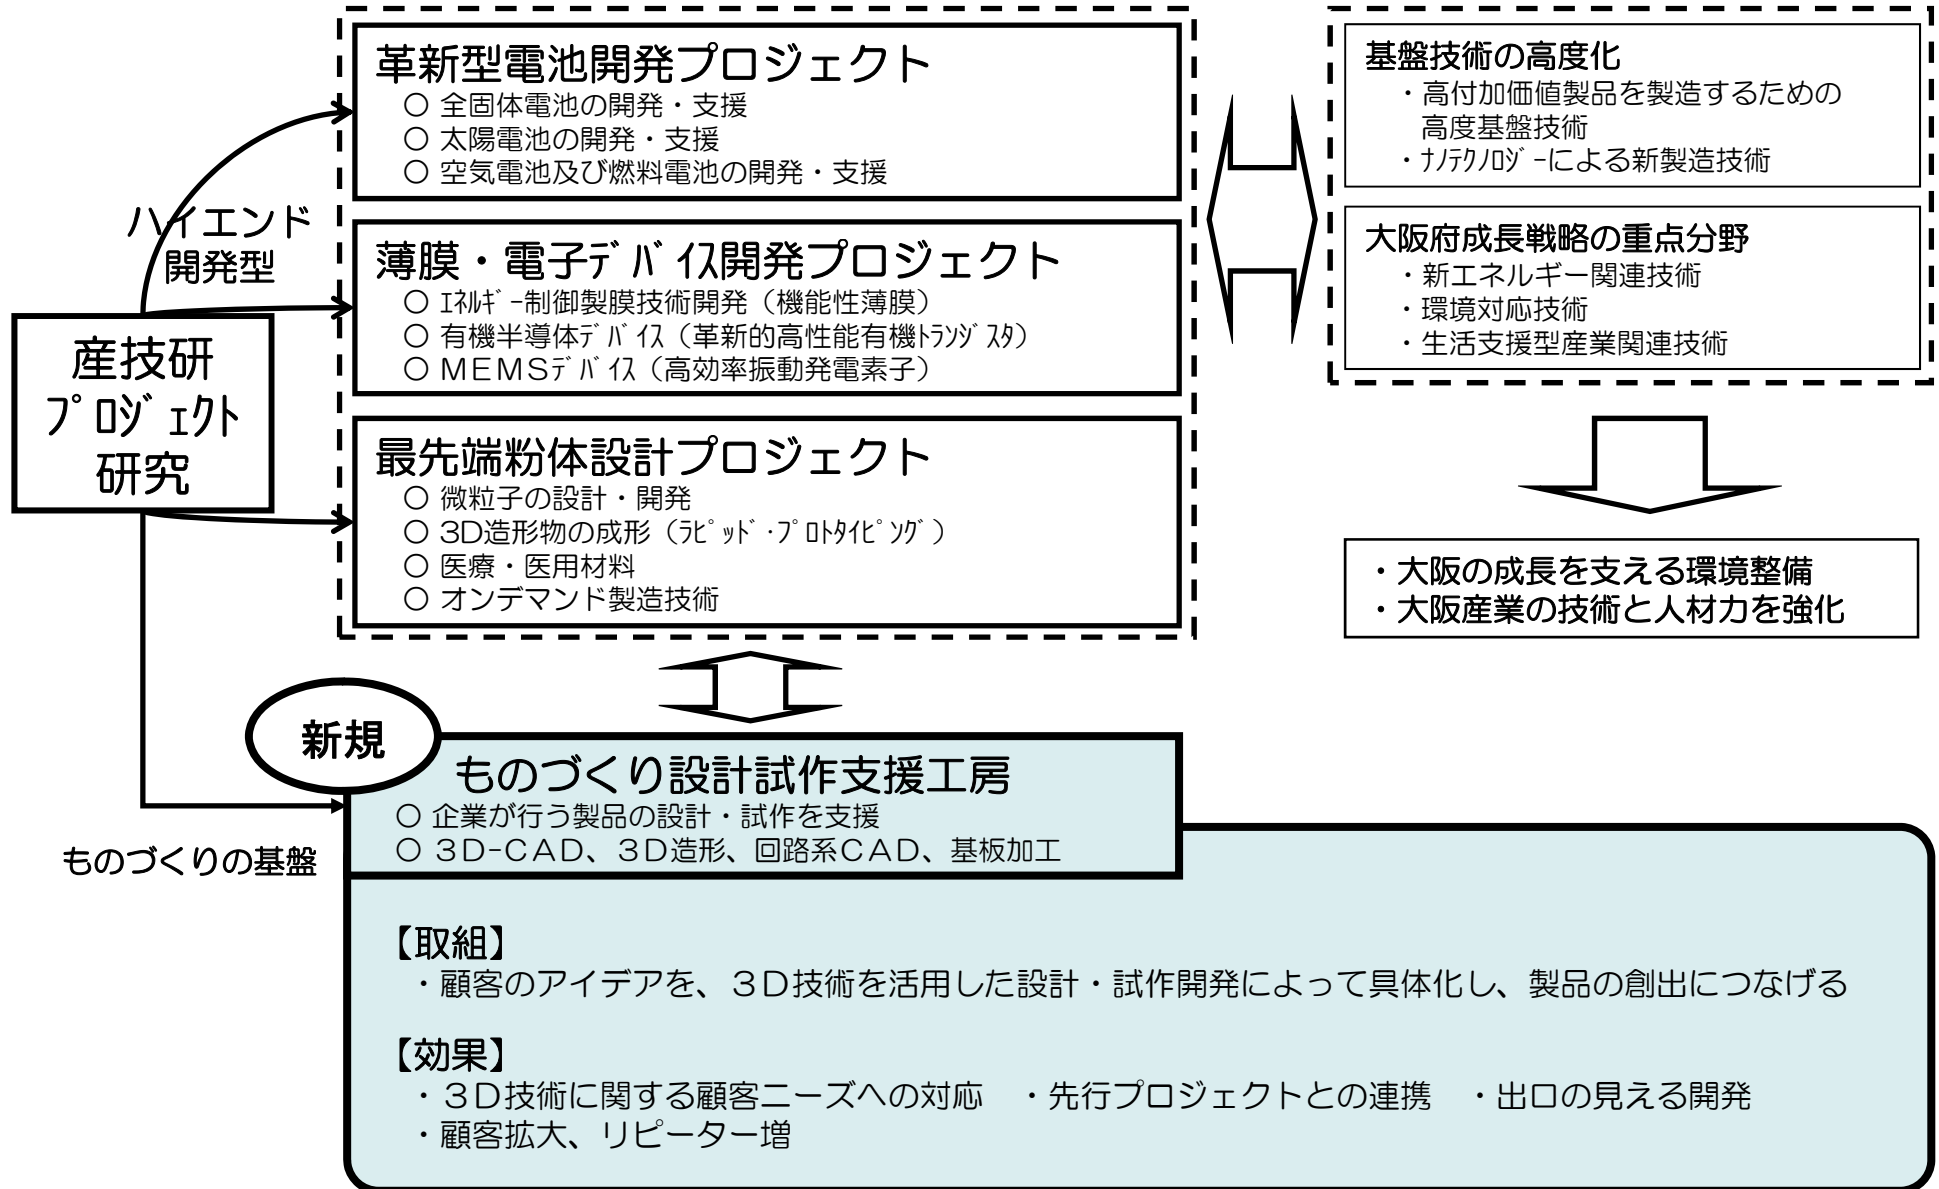 産技研
ﾌﾟﾛｼﾞｪｸﾄ
研究
ハイエンド
開発型
革新型電池開発プロジェクト
○ 全固体電池の開発・支援
○ 太陽電池の開発・支援
○ 空気電池及び燃料電池の開発・支援
薄膜・電子ﾃﾞﾊﾞｲｽ開発プロジェクト
○ ｴﾈﾙｷﾞｰ制御製膜技術開発（機能性薄膜）
○ 有機半導体ﾃﾞﾊﾞｲｽ（革新的高性能有機ﾄﾗﾝｼﾞｽﾀ）
○ ＭＥＭＳﾃﾞﾊﾞｲｽ（高効率振動発電素子）
最先端粉体設計プロジェクト
○ 微粒子の設計・開発
○ 3D造形物の成形（ﾗﾋﾟｯﾄﾞ・ﾌﾟﾛﾄﾀｲﾋﾟﾝｸﾞ）
○ 医療・医用材料
○ オンデマンド製造技術
基盤技術の高度化
・高付加価値製品を製造するための
高度基盤技術
・ﾅﾉﾃｸﾉﾛｼﾞｰによる新製造技術
大阪府成長戦略の重点分野
・新エネルギー関連技術
・環境対応技術
・生活支援型産業関連技術
・大阪の成長を支える環境整備
・大阪産業の技術と人材力を強化
新規
ものづくりの基盤
ものづくり設計試作支援工房
○ 企業が行う製品の設計・試作を支援
○ ３D-ＣＡＤ、３D造形、回路系ＣＡＤ、基板加工
【取組】
・顧客のアイデアを、３Ｄ技術を活用した設計・試作開発によって具体化し、製品の創出につなげる
【効果】
・３Ｄ技術に関する顧客ニーズへの対応　・先行プロジェクトとの連携　・出口の見える開発
・顧客拡大、リピーター増